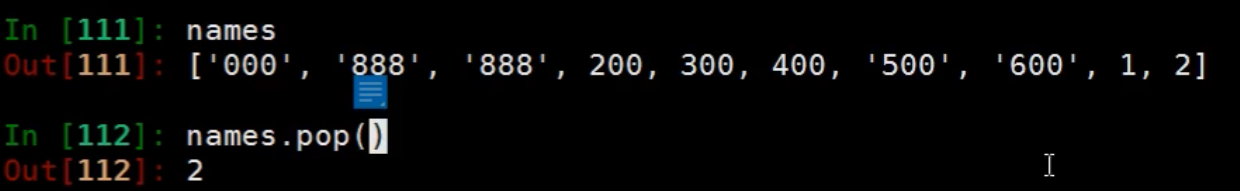 In [111]: names
Out[111]: ['000', '888', '888', 200, 300, 400, '500', '600', 1, 2]
In [112]: names.pop()
Out[112]: 2